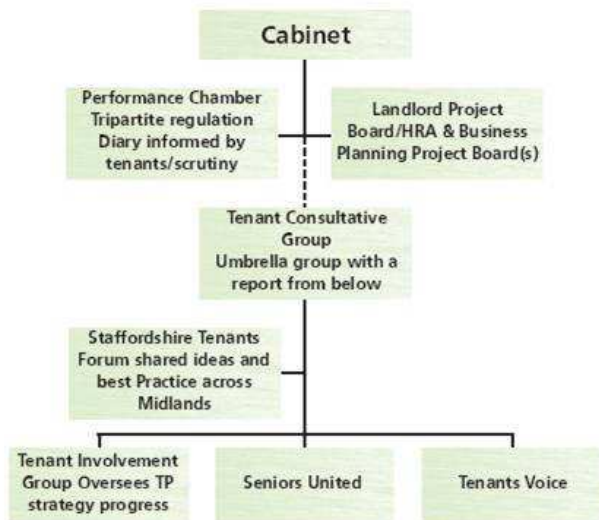 Cabinet
Performance Chamber
Tripartite regulation
Diary informed by
tenants/scrutiny
Landlord Project
Board/HRA & Business
Planning Project Board(s)
Tenant Consultative
Group
Umbrella group with a
report from below
Staffordshire Tenants
Forum shared ideas and
best Practice across
Midlands
Tenant Involvement
Group Oversees TP
strategy progress
Seniors United
Tenants Voice